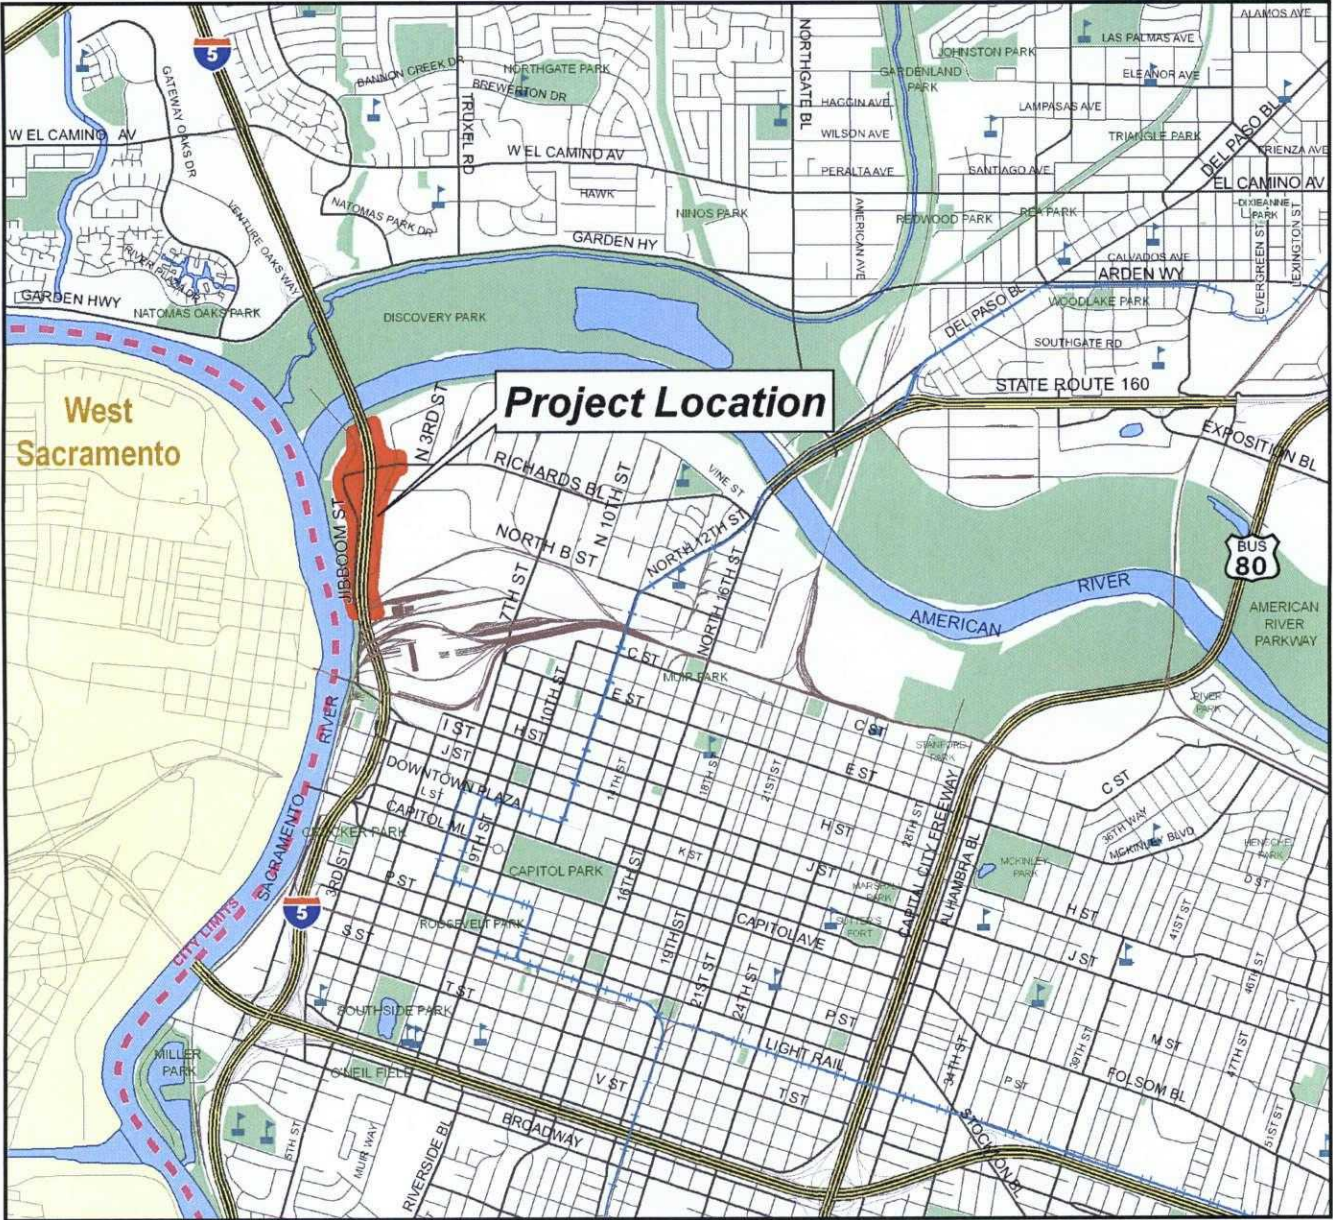 5
ALAMOS AVE
LAS PALMAS AVE
JOHNSTON PARK
BANNON CREEK DR
NORTHGATE PARK
GARDENLAND
PARK
ELEANOR AVE
GATEWAY OAKS DR
TRUXEL RD
BREWERTON DR
NORTHGATE BL
HAGGIN AVE
LAMPASAS AVE
W EL CAMINO AV
WILSON AVE
TRIANGLE PARK
DEL PASO BL
FRIENZA AVE
W EL CAMINO AV
PERALTA AVE
SANTIAGO AVE
EL CAMINO AV
HAWK
NATOMAS PARK DR
NINOS PARK
AMERICAN AVE
REDWOOD PARK
REA PARK
DIXIEANNE
PARK
LEXINGTON ST
EVERGREEN ST
VENTURE OAKS WAY
GARDEN HY
CALVADOS AVE
ARDEN WY
RIVER PLAZA DR
GARDEN HWY
NATOMAS OAKS PARK
DISCOVERY PARK
DEL PASO BL
WOODLAKE PARK
SOUTHGATE RD
STATE ROUTE 160
Project Location
West
Sacramento
N 3RD ST
EXPOSITION BL
RICHARDS BL
N 10TH ST
VINE ST
JIBBOOM ST
NORTH B ST
NORTH 12TH ST
BUS
80
7TH ST
NORTH 16TH ST
AMERICAN
RIVER
AMERICAN
RIVER
PARKWAY
C ST
MUIR PARK
RIVER
PARK
RIVER
10TH ST
E ST
I ST
H ST
C ST
STANFORD
PARK
J ST
DOWNTOWN PLAZA
L ST
18TH ST
21ST ST
E ST
C ST
CAPITOL ML
SACRAMENTO
CROCKER PARK
9TH ST
H ST
28TH ST
CAPITAL CITY FREEWAY
ALHAMBRA BL
36TH WAY
MCKINLEY BLVD
K ST
CAPITOL PARK
16TH ST
J ST
MCKINLEY
PARK
D ST
3RD ST
P ST
MARSHALL
PARK
SUTTER'S
FORT
H ST
41ST ST
5
CITY LIMITS
ROOSEVELT PARK
CAPITOL AVE
S ST
19TH ST
J ST
46TH ST
T ST
21ST ST
24TH ST
SOUTHSIDE PARK
P ST
M ST
LIGHT RAIL
34TH ST
39TH ST
47TH ST
MILLER
PARK
O'NEIL FIELD
V ST
T ST
P ST
FOLSOM BL
BROADWAY
STOCKTON BL
51ST ST
5TH ST
MUIR WAY
RIVERSIDE BL